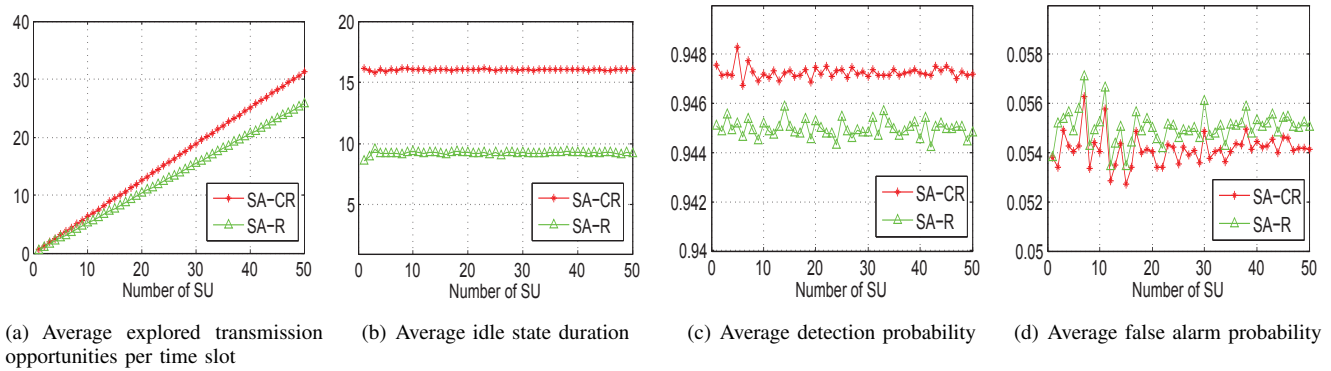 40
30
20
10
0
0 10 20 30 40 50
Number of SU
SA-CR
SA-R
(a) Average explored transmission
opportunities per time slot
20
15
10
5
0 10 20 30 40 50
Number of SU
SA-CR
SA-R
(b) Average idle state duration
0.948
0.946
0.944
0.942
0.94
0 10 20 30 40 50
Number of SU
SA-CR
SA-R
(c) Average detection probability
0.058
0.056
0.054
0.052
0.05
0 10 20 30 40 50
Number of SU
SA-CR
SA-R
(d) Average false alarm probability